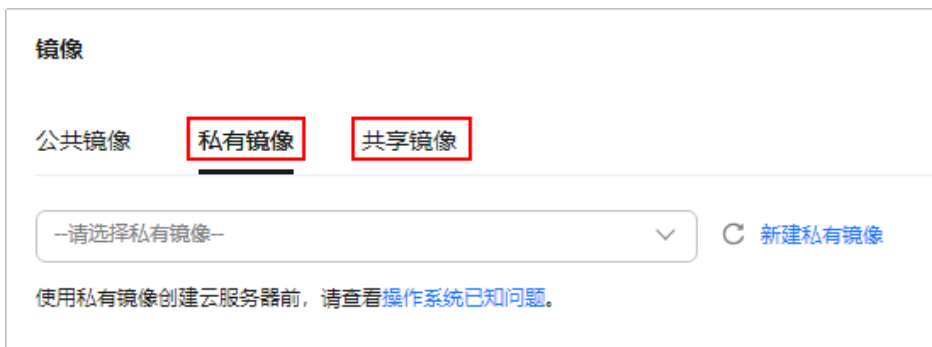 镜像
公共镜像 私有镜像 共享镜像
--请选择私有镜像-- 新建私有镜像
使用私有镜像创建云服务器前，请查看操作系统已知问题。